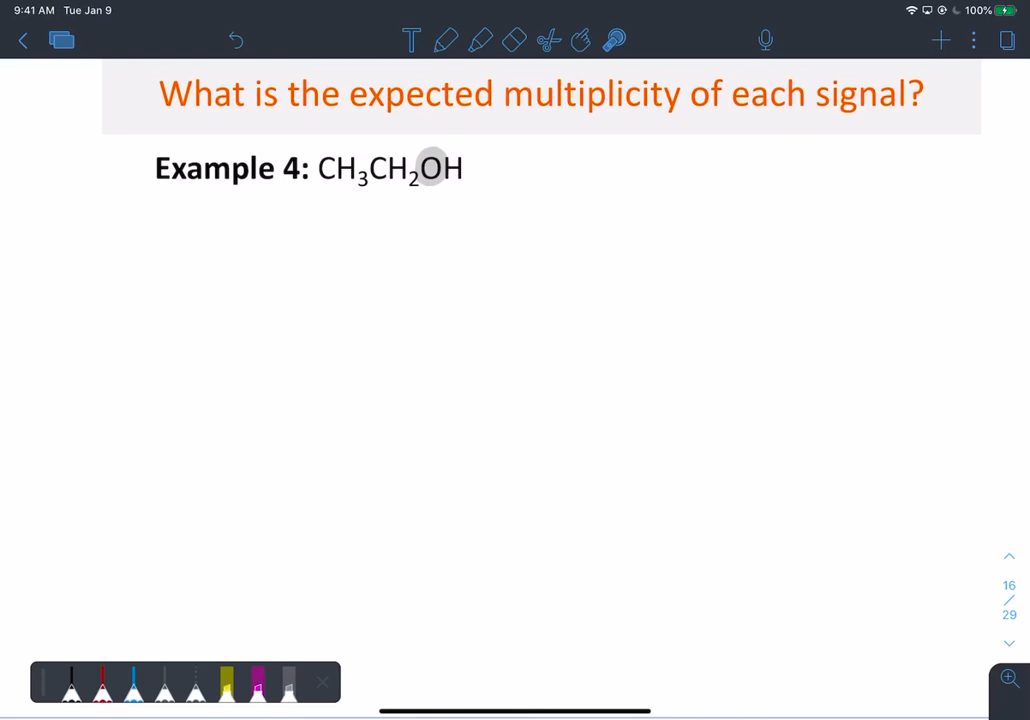 9:41 AM Tue Jan 9
100%
What is the expected multiplicity of each signal?
Example 4: CH₃CH₂OH
16
/
29